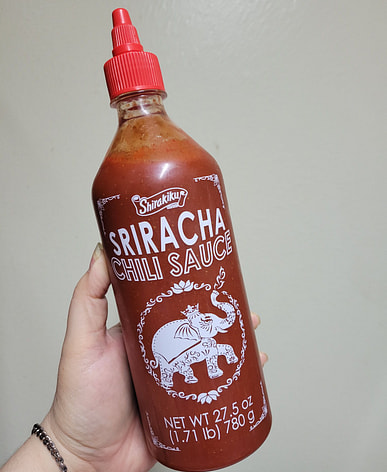 Shirakiku
SRIRACHA
CHILI SAUCE
NET WT 27.5 oz
(1.71 lb) 780 g